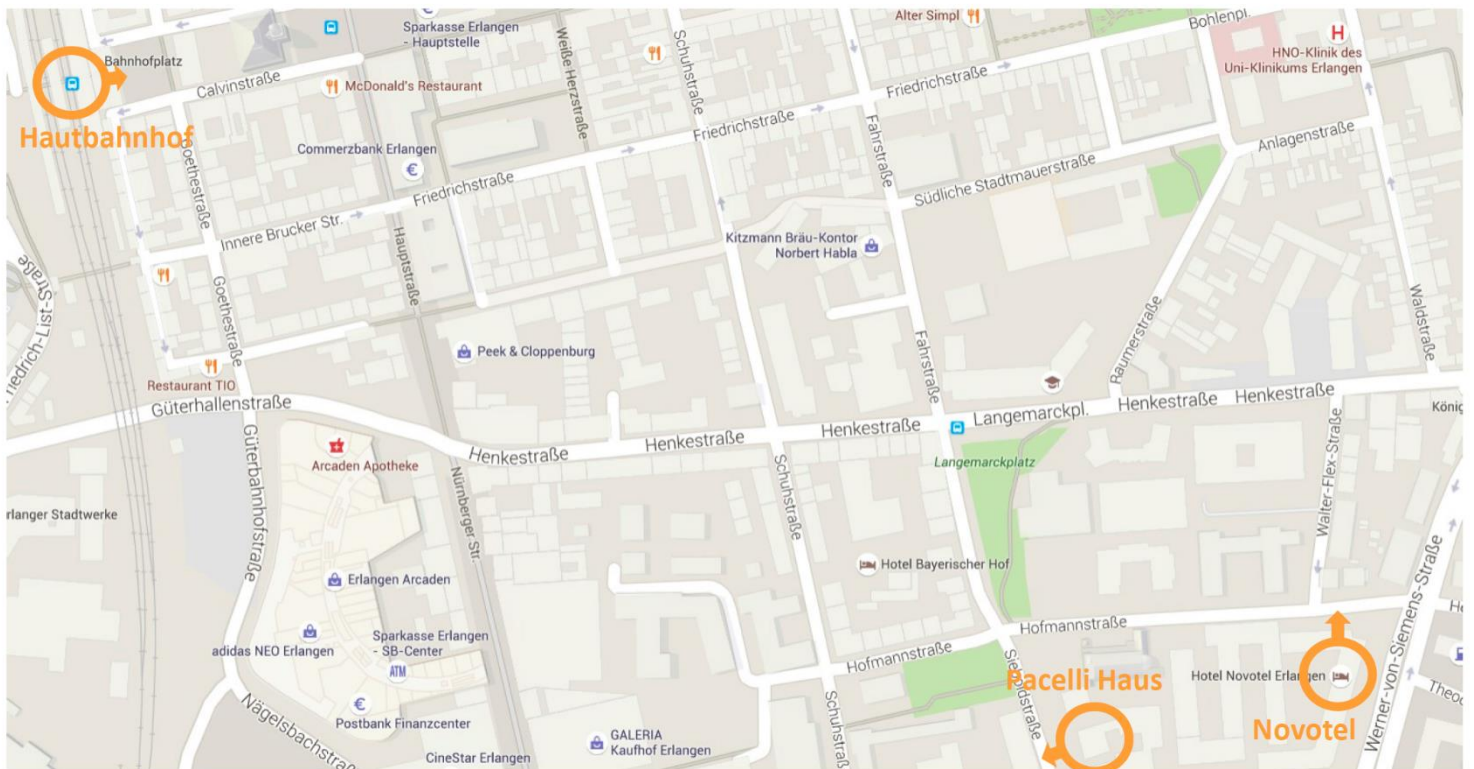 Bahnhofplatz
Hautbahnhof
Calvinstraße
Sparkasse Erlangen
- Hauptstelle
McDonald's Restaurant
Commerzbank Erlangen
€
Weiße Herzstraße
Schuhstraße
Alter Simpl
Bohlenpl.
H
HNO-Klinik des
Uni-Klinikums Erlangen
Friedrichstraße
Friedrichstraße
Friedrichstraße
Fahrstraße
Anlagenstraße
Südliche Stadtmauerstraße
Goethestraße
Innere Brucker Str.
Hauptstraße
Kitzmann Bräu-Kontor
Norbert Habla
Goethestraße
Peek & Cloppenburg
Fahrstraße
Raumerstraße
Waldstraße
Restaurant TIO
Güterhallenstraße
Henkestraße
Henkestraße
Henkestraße
Langemarckpl.
Henkestraße
Henkestraße
König
Langemarckplatz
Arcaden Apotheke
Güterbahnhofstraße
Nürnberger Str.
Schuhstraße
Walter-Flex-Straße
rlanger Stadtwerke
Erlangen Arcaden
Hotel Bayerischer Hof
adidas NEO Erlangen
Sparkasse Erlangen
- SB-Center
ATM
Hofmannstraße
Hofmannstraße
He
Werner-von-Siemens-Straße
Pacelli Haus
Hotel Novotel Erlangen
Novotel
Theo
€
Postbank Finanzcenter
GALERIA
Kaufhof Erlangen
CineStar Erlangen